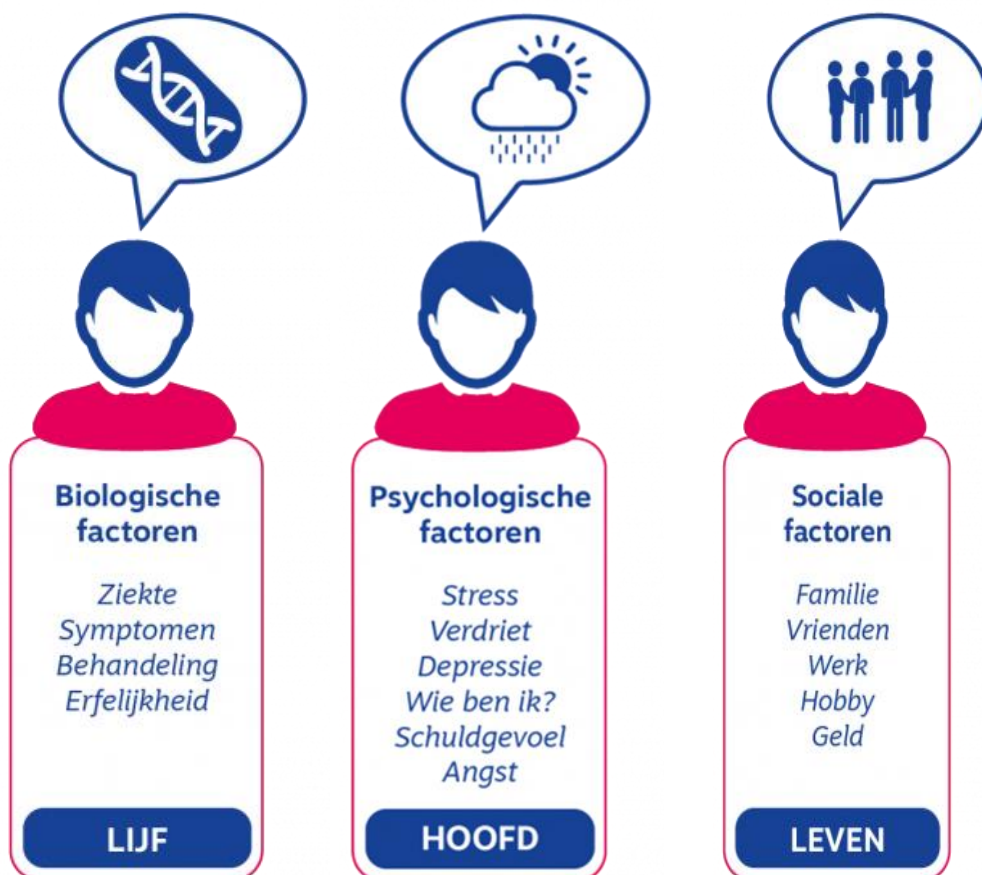 Biologische
factoren
Ziekte
Symptomen
Behandeling
Erfelijkheid
LIJF
Psychologische
factoren
Stress
Verdriet
Depressie
Wie ben ik?
Schuldgevoel
Angst
HOOFD
Sociale
factoren
Familie
Vrienden
Werk
Hobby
Geld
LEVEN